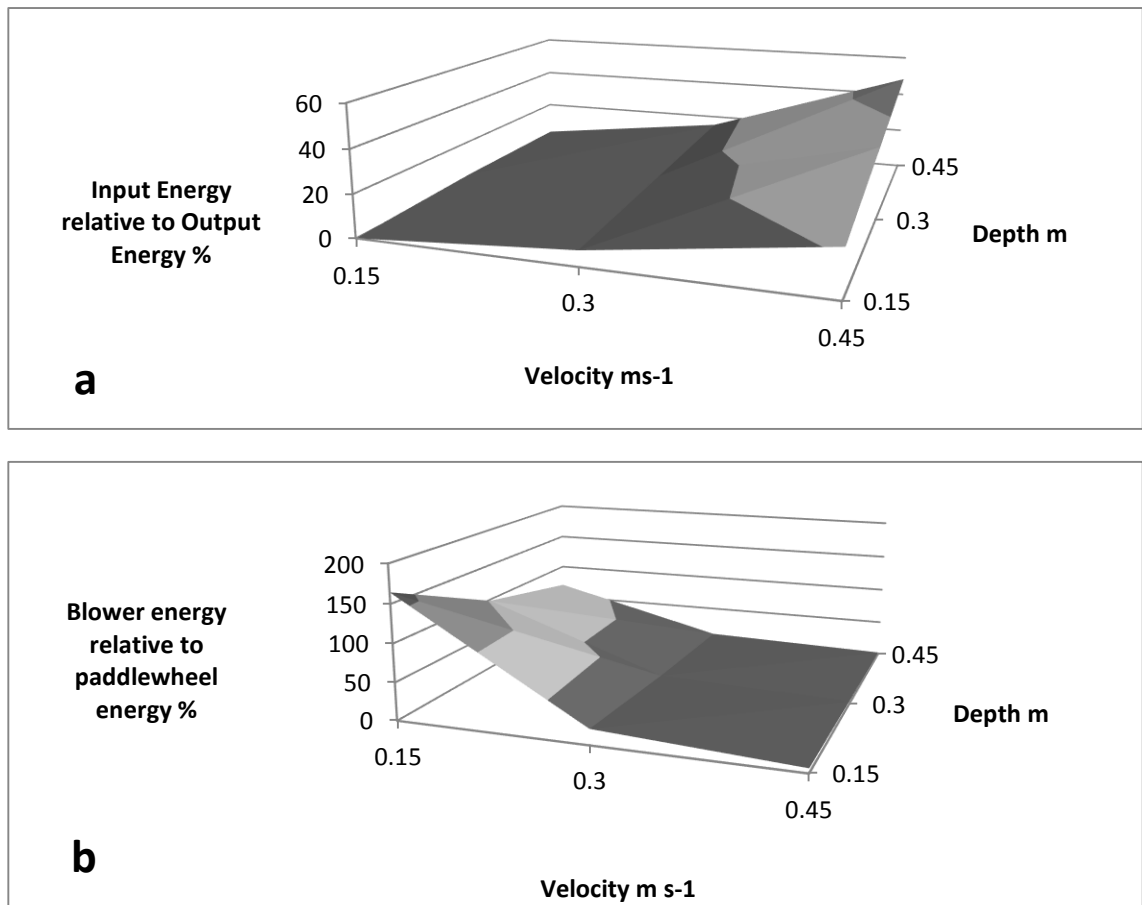 60
40
20
0
Input Energy
relative to Output
Energy %
0.15
0.3
0.45
0.45
0.3
0.15
Depth m
Velocity ms-1
a
200
150
100
50
0
Blower energy
relative to
paddlewheel
energy %
0.15
0.3
0.45
0.45
0.3
0.15
Depth m
Velocity m s-1
b